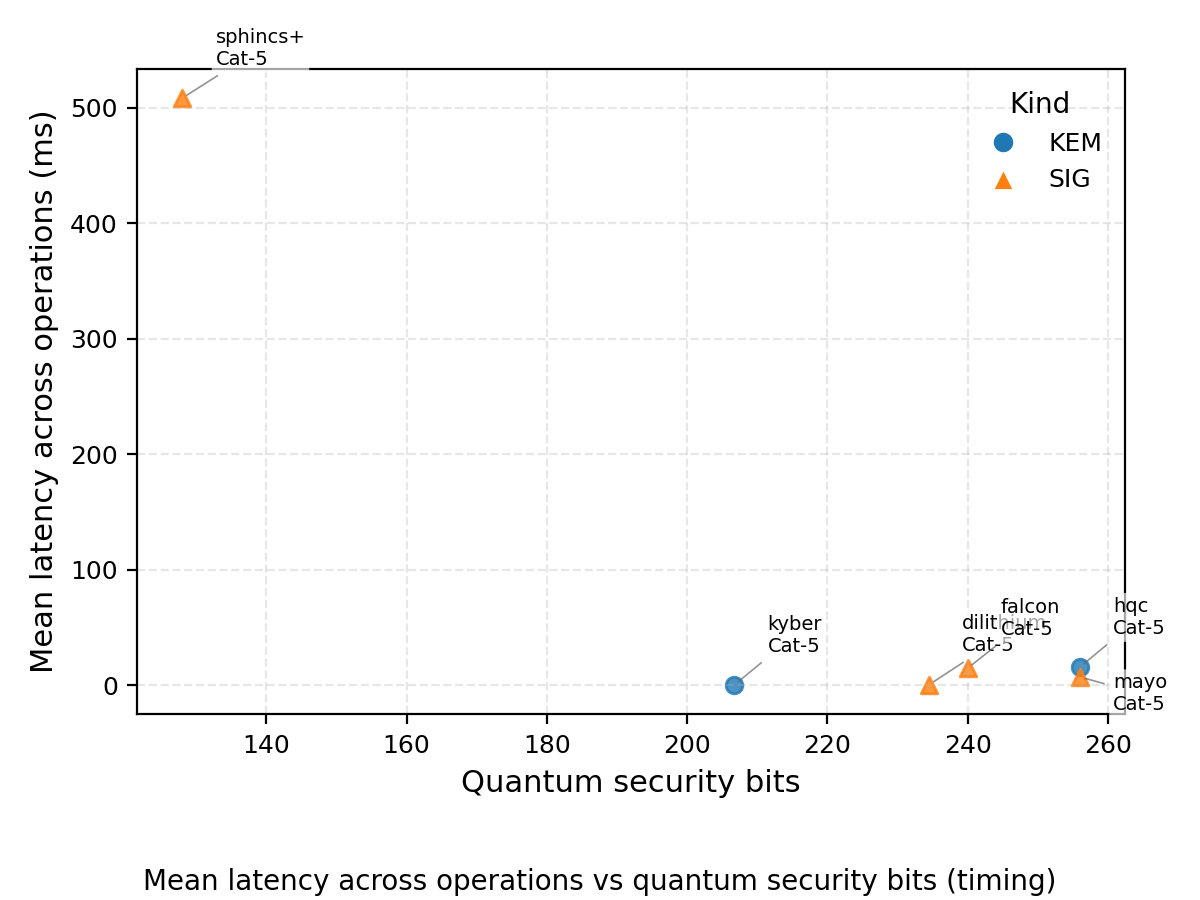 sphincs+
Cat-5
Mean latency across operations (ms)
500
400
300
200
100
0
Kind
KEM
SIG
kyber
Cat-5
dilithium
Cat-5
falcon
Cat-5
hqc
Cat-5
mayo
Cat-5
140
160
180
200
220
240
260
Quantum security bits
Mean latency across operations vs quantum security bits (timing)